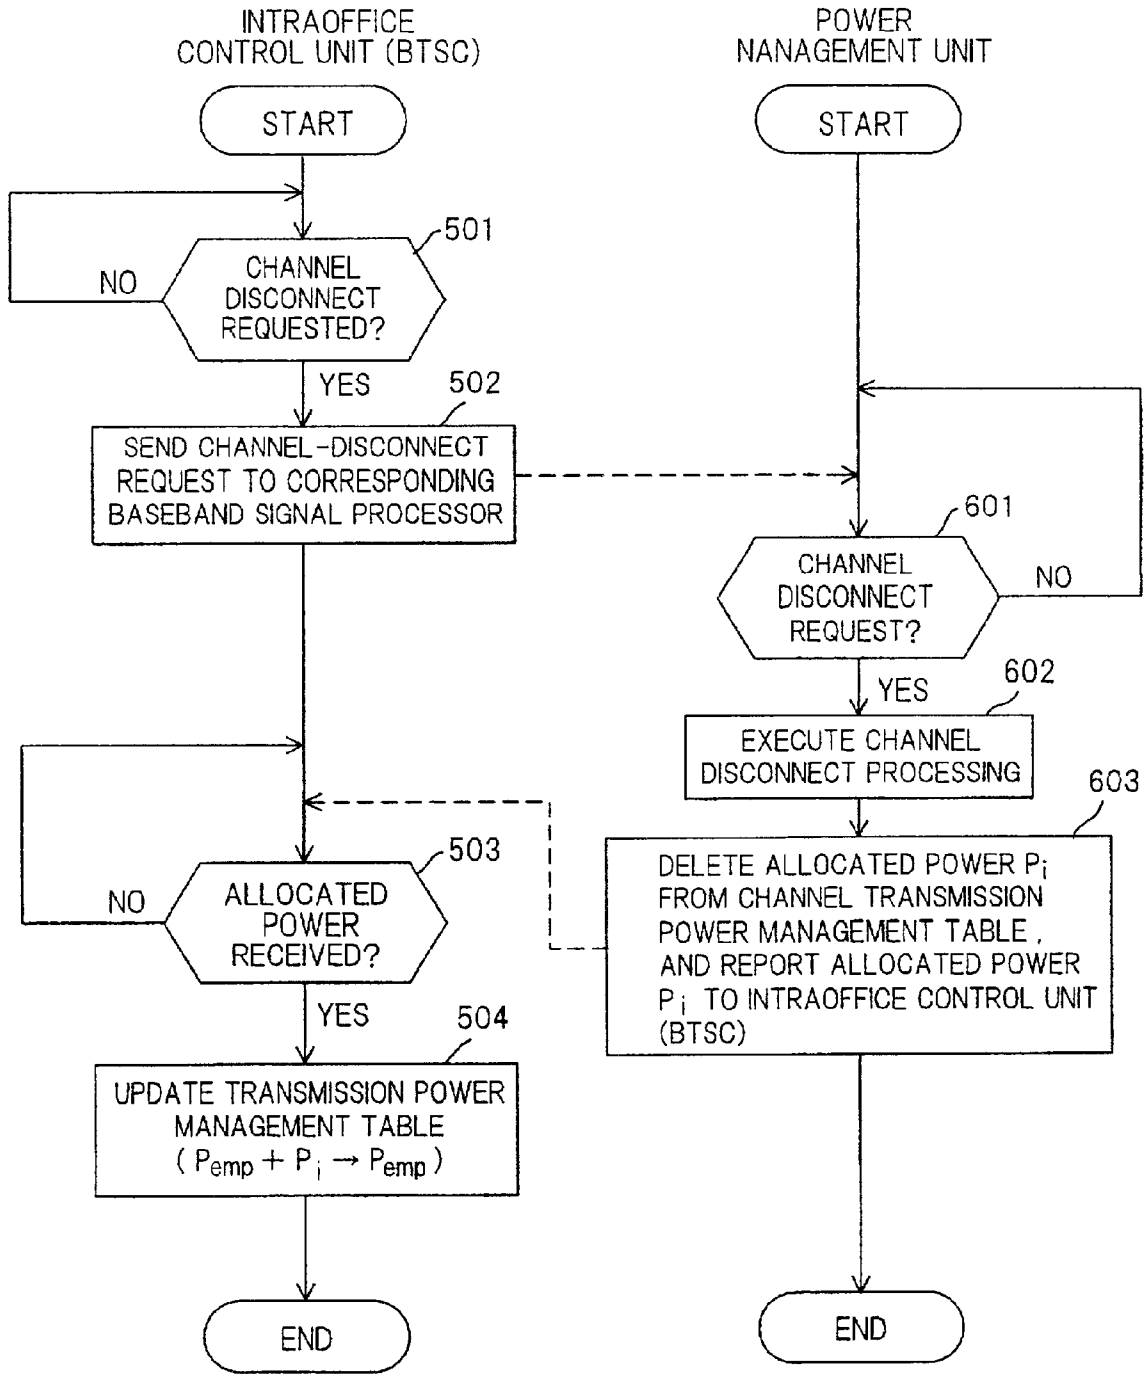 INTRAOFFICE
CONTROL UNIT (BTSC)
START
501
CHANNEL
DISCONNECT
REQUESTED?
NO
YES
502
SEND CHANNEL-DISCONNECT
REQUEST TO CORRESPONDING
BASEBAND SIGNAL PROCESSOR
503
ALLOCATED
POWER
RECEIVED?
NO
YES
504
UPDATE TRANSMISSION POWER
MANAGEMENT TABLE
( Pemp + Pi → Pemp )
END
POWER
NANAGEMENT UNIT
START
601
CHANNEL
DISCONNECT
REQUEST?
NO
YES
602
EXECUTE CHANNEL
DISCONNECT PROCESSING
603
DELETE ALLOCATED POWER Pi
FROM CHANNEL TRANSMISSION
POWER MANAGEMENT TABLE,
AND REPORT ALLOCATED POWER
Pi TO INTRAOFFICE CONTROL UNIT
(BTSC)
END